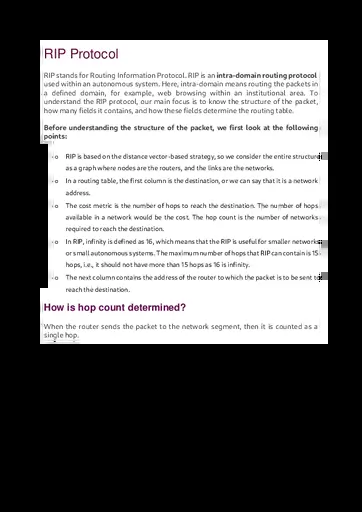 RIP Protocol
RIP stands for Routing Information Protocol. RIP is an intra-domain routing protocol
used within an autonomous system. Here, intra-domain means routing the packets in
a defined domain, for example, web browsing within an institutional area. To
understand the RIP protocol, our main focus is to know the structure of the packet,
how many fields it contains, and how these fields determine the routing table.
Before understanding the structure of the packet, we first look at the following
points:
o RIP is based on the distance vector-based strategy, so we consider the entire structure
as a graph where nodes are the routers, and the links are the networks.
o In a routing table, the first column is the destination, or we can say that it is a network
address.
o The cost metric is the number of hops to reach the destination. The number of hops
available in a network would be the cost. The hop count is the number of networks
required to reach the destination.
o In RIP, infinity is defined as 16, which means that the RIP is useful for smaller networks
or small autonomous systems. The maximum number of hops that RIP can contain is 15
hops, i.e., it should not have more than 15 hops as 16 is infinity.
o The next column contains the address of the router to which the packet is to be sent to
reach the destination.
How is hop count determined?
When the router sends the packet to the network segment, then it is counted as a
single hop.